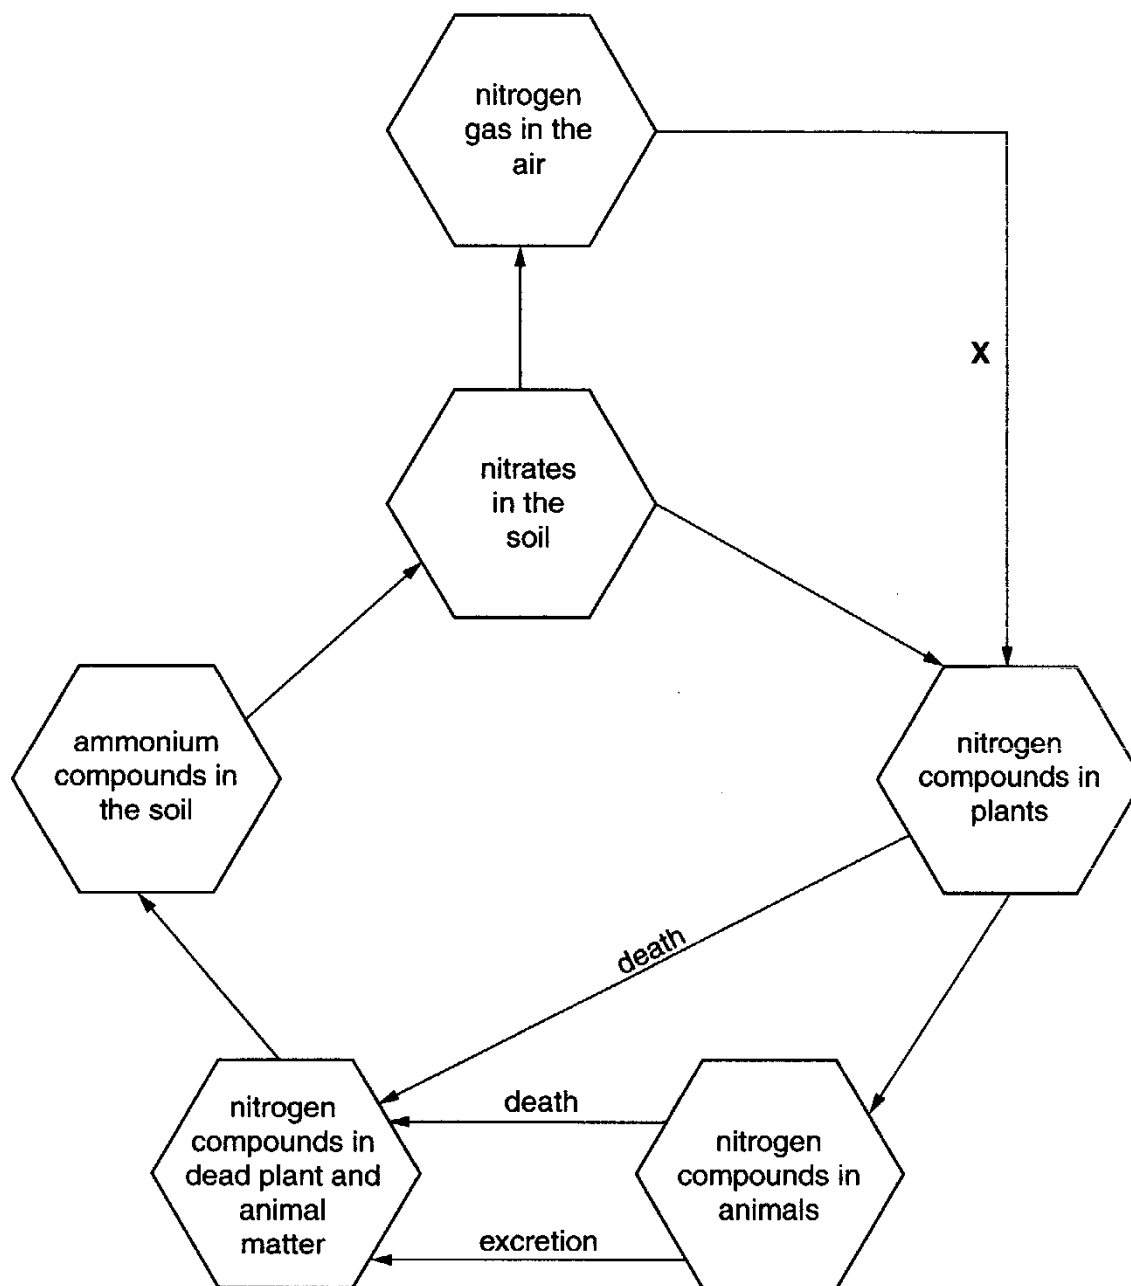 nitrogen
gas in the
air
X
nitrates
in the
soil
ammonium
compounds in
the soil
nitrogen
compounds in
plants
death
death
nitrogen
compounds in
dead plant and
animal
matter
nitrogen
compounds in
animals
excretion